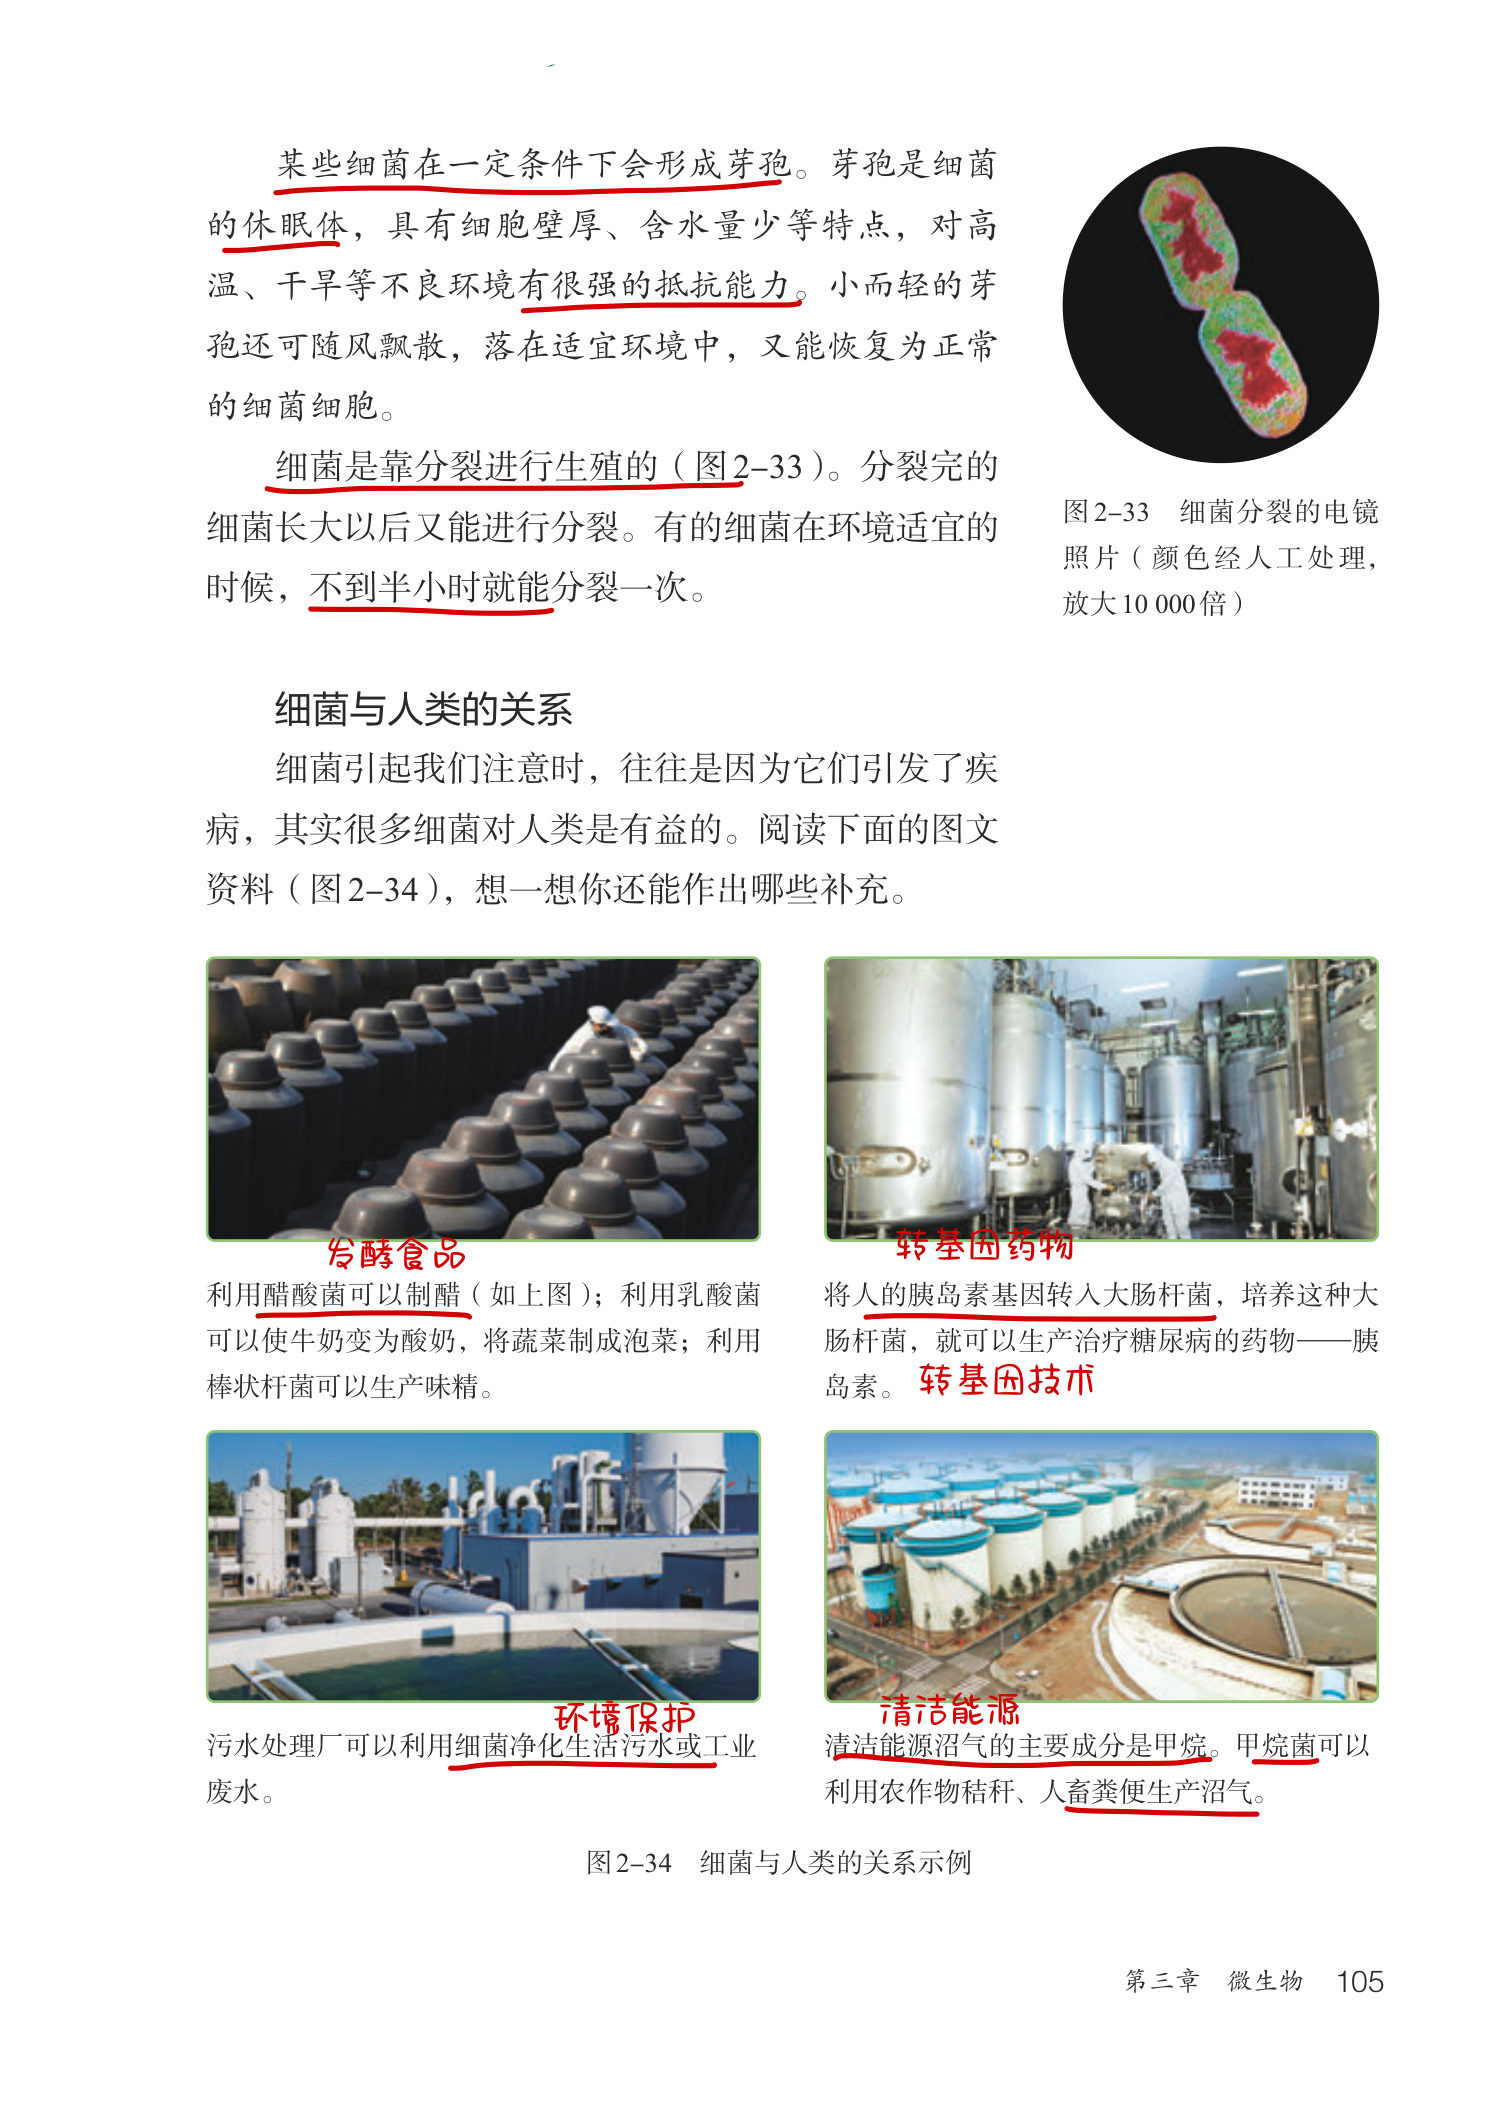 某些细菌在一定条件下会形成芽孢。芽孢是细菌
的休眠体，具有细胞壁厚、含水量少等特点，对高
温、干旱等不良环境有很强的抵抗能力。小而轻的芽
孢还可随风飘散，落在适宜环境中，又能恢复为正常
的细菌细胞。
细菌是靠分裂进行生殖的（图2–33）。分裂完的
细菌长大以后又能进行分裂。有的细菌在环境适宜的
时候，不到半小时就能分裂一次。
图2–33 细菌分裂的电镜
照片（颜色经人工处理，
放大10 000倍）
细菌与人类的关系
细菌引起我们注意时，往往是因为它们引发了疾
病，其实很多细菌对人类是有益的。阅读下面的图文
资料（图2–34），想一想你还能作出哪些补充。
发酵食品
利用醋酸菌可以制醋（如上图）；利用乳酸菌
可以使牛奶变为酸奶，将蔬菜制成泡菜；利用
棒状杆菌可以生产味精。
转基因药物
将人的胰岛素基因转入大肠杆菌，培养这种大
肠杆菌，就可以生产治疗糖尿病的药物——胰
岛素。 转基因技术
环境保护
污水处理厂可以利用细菌净化生活污水或工业
废水。
清洁能源
清洁能源沼气的主要成分是甲烷。甲烷菌可以
利用农作物秸秆、人畜粪便生产沼气。
图2–34 细菌与人类的关系示例
第三章 微生物 105